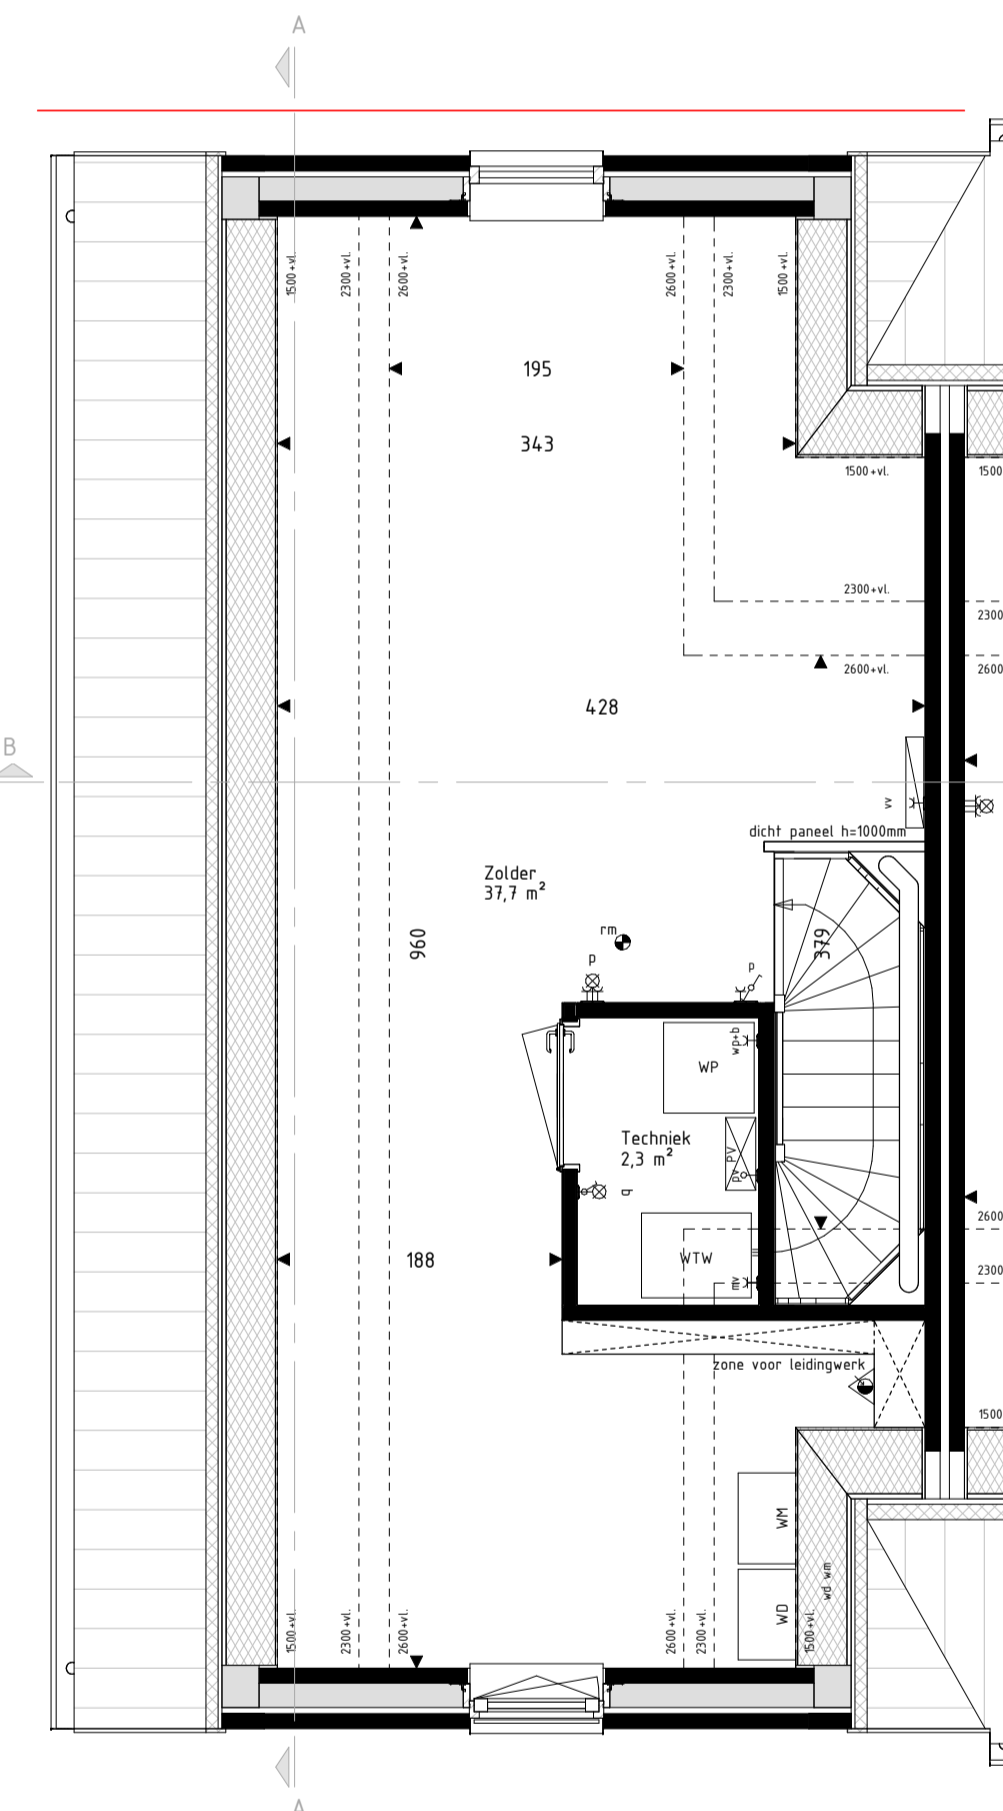 A
1500+vl.
2300+vl.
2600+vl.
2600+vl.
2300+vl.
1500+vl.
195
343
1500+vl.
1500
2300+vl.
2300
2600+vl.
2600
428
B
vv
dicht paneel h=1000mm
Zolder
37,7 m²
960
379
rm
p
p
wp+b
WP
Techniek
2,3 m²
pv
PV
q
2600
188
WTW
mv
2300
zone voor leidingwerk
1500
WM
wd wm
WD
1500+vl.
2300+vl.
2600+vl.
2600+vl.
2300+vl.
1500+vl.
A